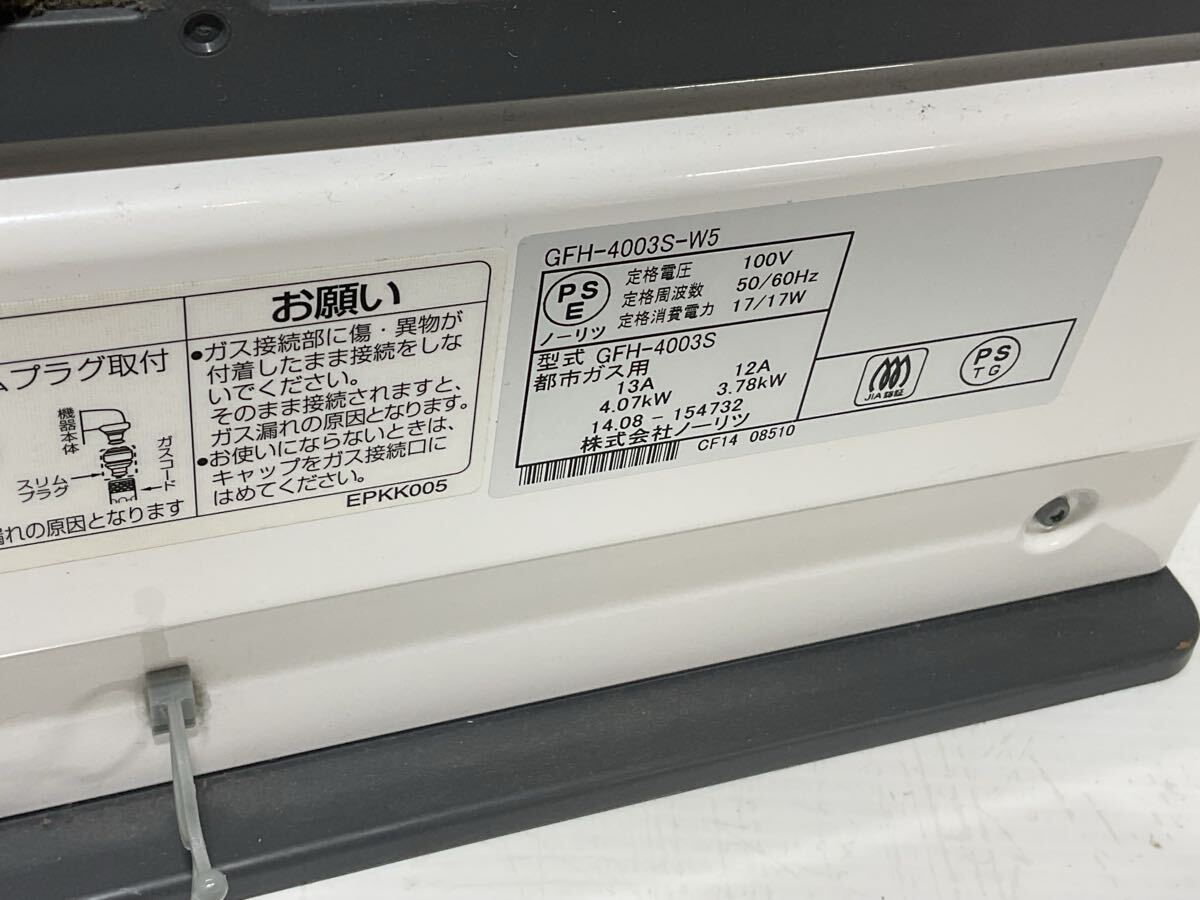 お願い
•ガス接続部に傷・異物が
付着したまま接続をしな
いでください。
そのまま接続されますと、
ガス漏れの原因となります。
•お使いにならないときは、
キャップをガス接続口に
はめてください。
EPKK005
ムプラグ取付
機器本体
ガスコード
スリム
プラグ
漏れの原因となります
GFH-4003S-W5
PS
E
ノーリツ
定格電圧 100V
定格周波数 50/60Hz
定格消費電力 17/17W
型式 GFH-4003S
都市ガス用
13A 12A
4.07kW 3.78kW
14.08-154732
株式会社ノーリツ
CF14 08510
JIA認証
PS
TG